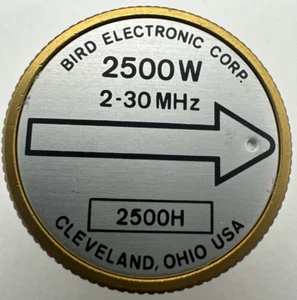 BIRD ELECTRONIC CORP.
2500W
2-30 MHz
2500H
CLEVELAND, OHIO USA